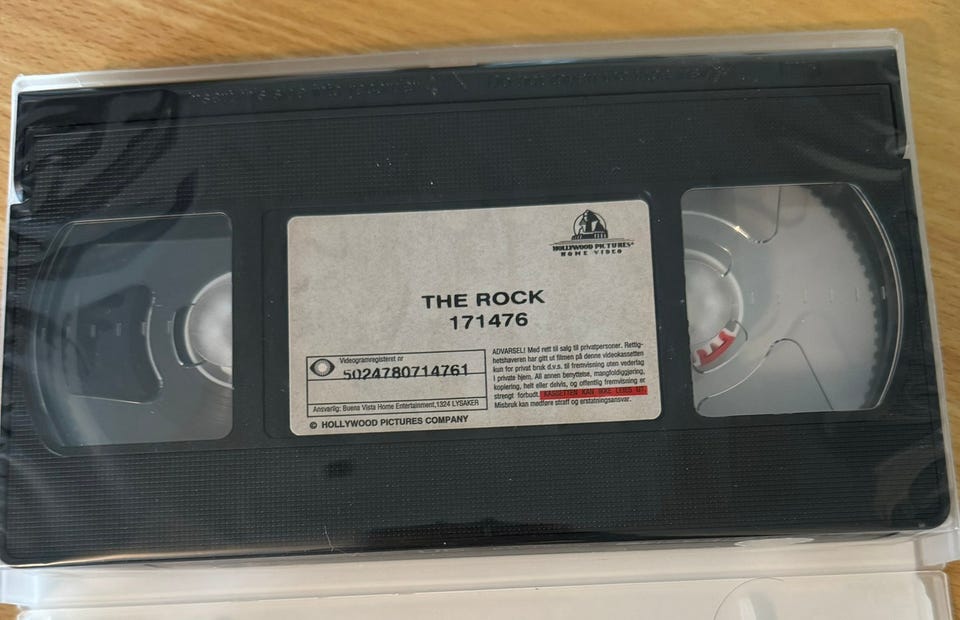 HOLLYWOOD PICTURES
HOME VIDEO
THE ROCK
171476
Videogramregisteret nr
5024780714761
Ansvarlig: Buena Vista Home Entertainment,1324 LYSAKER
© HOLLYWOOD PICTURES COMPANY
ADVARSEL! Med rett til salg til privatpersoner. Rettig-
hetshaveren har gitt ut filmen på denne videokassetten
kun for privat bruk d.v.s. til fremvisning uten vederlag
i private hjem. All annen benyttelse, mangfoldiggjøring,
kopiering, helt eller delvis, og offentlig fremvisning er
strengt forbudt. KASSETTEN KAN IKKE LEIES UT.
Misbruk kan medføre straff og erstatningsansvar.